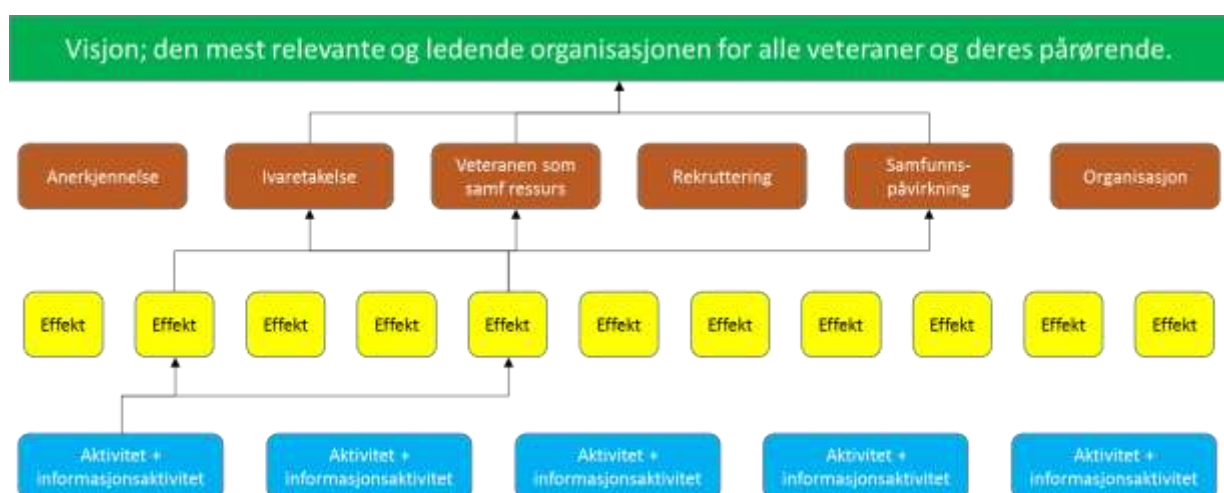 Visjon; den mest relevante og ledende organisasjonen for alle veteraner og deres pårørende.
Anerkjennelse
Ivaretakelse
Veteranen som
samf ressurs
Rekruttering
Samfunns-
påvirkning
Organisasjon
Effekt
Effekt
Effekt
Effekt
Effekt
Effekt
Effekt
Effekt
Effekt
Effekt
Effekt
Aktivitet +
informasjonsaktivitet
Aktivitet +
informasjonsaktivitet
Aktivitet +
informasjonsaktivitet
Aktivitet +
informasjonsaktivitet
Aktivitet +
informasjonsaktivitet